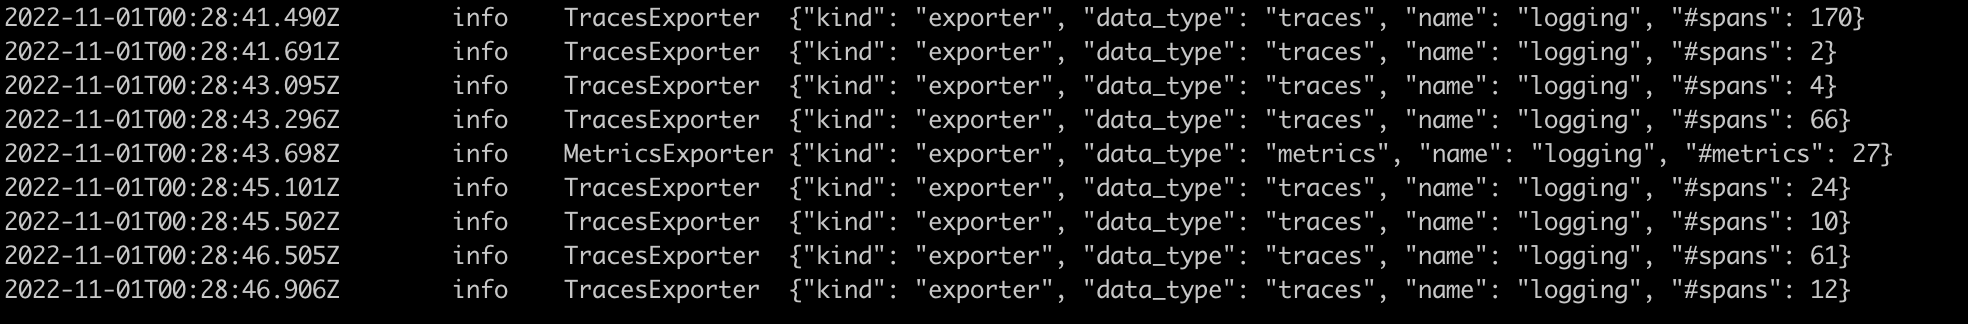 2022-11-01T00:28:41.490Z        info    TracesExporter  {"kind": "exporter", "data_type": "traces", "name": "logging", "#spans": 170}
2022-11-01T00:28:41.691Z        info    TracesExporter  {"kind": "exporter", "data_type": "traces", "name": "logging", "#spans": 2}
2022-11-01T00:28:43.095Z        info    TracesExporter  {"kind": "exporter", "data_type": "traces", "name": "logging", "#spans": 4}
2022-11-01T00:28:43.296Z        info    TracesExporter  {"kind": "exporter", "data_type": "traces", "name": "logging", "#spans": 66}
2022-11-01T00:28:43.698Z        info    MetricsExporter {"kind": "exporter", "data_type": "metrics", "name": "logging", "#metrics": 27}
2022-11-01T00:28:45.101Z        info    TracesExporter  {"kind": "exporter", "data_type": "traces", "name": "logging", "#spans": 24}
2022-11-01T00:28:45.502Z        info    TracesExporter  {"kind": "exporter", "data_type": "traces", "name": "logging", "#spans": 10}
2022-11-01T00:28:46.505Z        info    TracesExporter  {"kind": "exporter", "data_type": "traces", "name": "logging", "#spans": 61}
2022-11-01T00:28:46.906Z        info    TracesExporter  {"kind": "exporter", "data_type": "traces", "name": "logging", "#spans": 12}